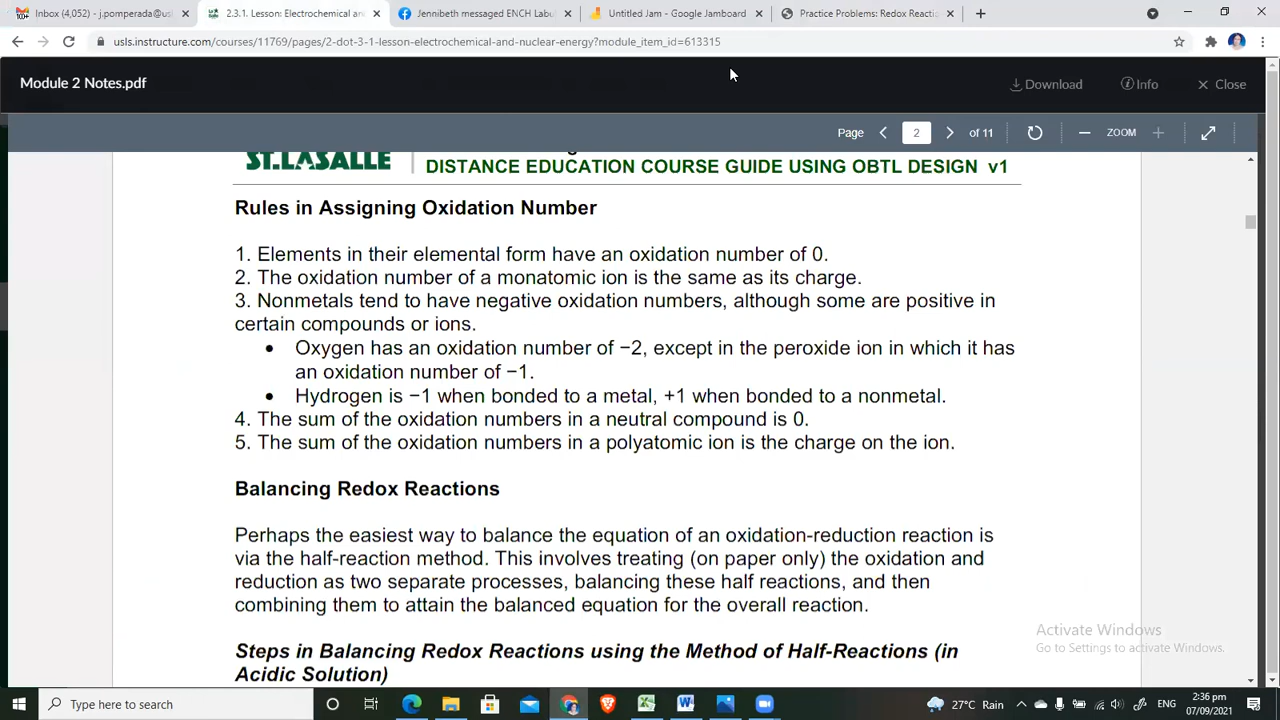 Inbox (4,052) - j.pomperada@usl
2.3.1. Lesson: Electrochemical an
Jennibeth messaged ENCH Labu
Untitled Jam - Google Jamboard
Practice Problems: Redox Reactio
usls.instructure.com/courses/11769/pages/2-dot-3-1-lesson-electrochemical-and-nuclear-energy?module_item_id=613315
Module 2 Notes.pdf
Download
Info
Close
Page 2 of 11
ZOOM
ST.LASALLE
DISTANCE EDUCATION COURSE GUIDE USING OBTL DESIGN v1
Rules in Assigning Oxidation Number
1. Elements in their elemental form have an oxidation number of 0.
2. The oxidation number of a monatomic ion is the same as its charge.
3. Nonmetals tend to have negative oxidation numbers, although some are positive in
certain compounds or ions.
• Oxygen has an oxidation number of −2, except in the peroxide ion in which it has
an oxidation number of −1.
• Hydrogen is −1 when bonded to a metal, +1 when bonded to a nonmetal.
4. The sum of the oxidation numbers in a neutral compound is 0.
5. The sum of the oxidation numbers in a polyatomic ion is the charge on the ion.
Balancing Redox Reactions
Perhaps the easiest way to balance the equation of an oxidation-reduction reaction is
via the half-reaction method. This involves treating (on paper only) the oxidation and
reduction as two separate processes, balancing these half reactions, and then
combining them to attain the balanced equation for the overall reaction.
Steps in Balancing Redox Reactions using the Method of Half-Reactions (in
Acidic Solution)
Activate Windows
Go to Settings to activate Windows.
Type here to search
27°C Rain
ENG
2:36 pm
07/09/2021